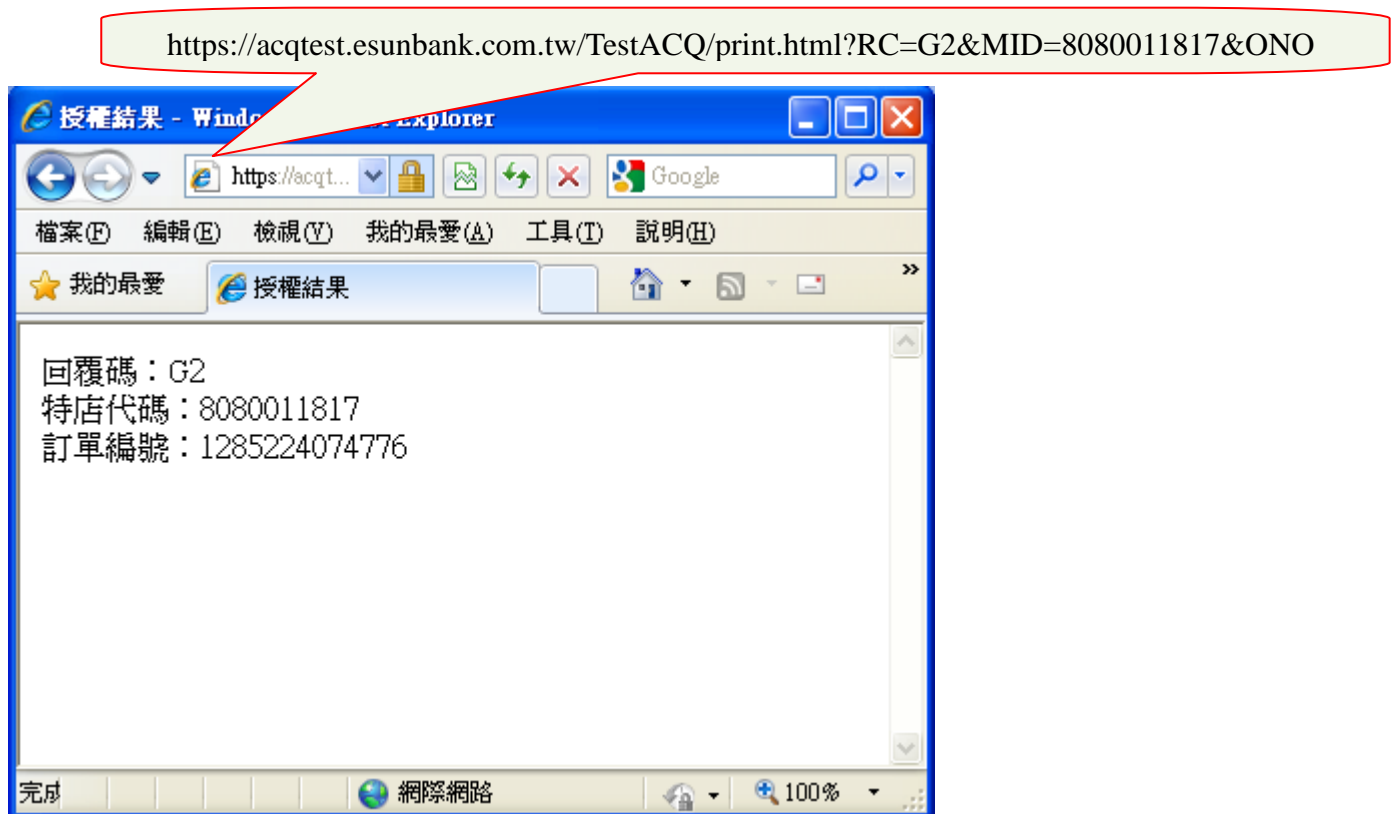 https://acqtest.esunbank.com.tw/TestACQ/print.html?RC=G2&MID=8080011817&ONO
授權結果 - Explorer
https://acqt... Google
檔案(F) 編輯(E) 檢視(V) 我的最愛(A) 工具(T) 說明(H)
我的最愛 授權結果 »
回覆碼：G2
特店代碼：8080011817
訂單編號：1285224074776
完成 網際網路 100%